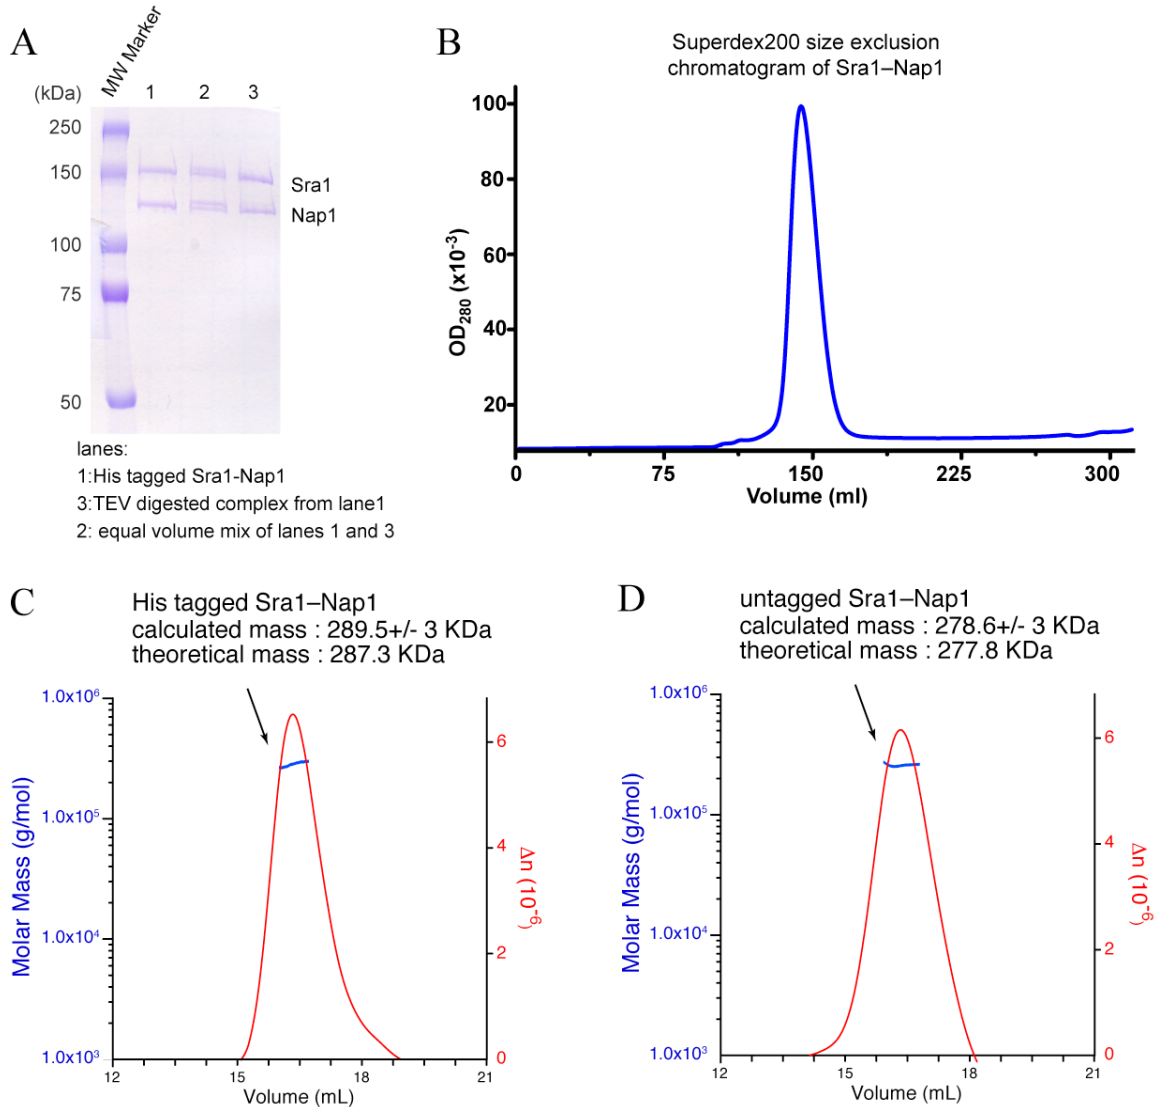 A
MW Marker
(kDa)
1 2 3
250
150
100
75
50
Sra1
Nap1
lanes:
1:His tagged Sra1-Nap1
3:TEV digested complex from lane1
2: equal volume mix of lanes 1 and 3
B
Superdex200 size exclusion
chromatogram of Sra1–Nap1
OD280 (x10-3)
100
80
60
40
20
0 75 150 225 300
Volume (ml)
C
His tagged Sra1–Nap1
calculated mass : 289.5+/- 3 KDa
theoretical mass : 287.3 KDa
Molar Mass (g/mol)
1.0x106
1.0x105
1.0x104
1.0x103
6
4
2
0
Δn (10-6)
12 15 18 21
Volume (mL)
D
untagged Sra1–Nap1
calculated mass : 278.6+/- 3 KDa
theoretical mass : 277.8 KDa
Molar Mass (g/mol)
1.0x106
1.0x105
1.0x104
1.0x103
6
4
2
0
Δn (10-6)
12 15 18 21
Volume (mL)